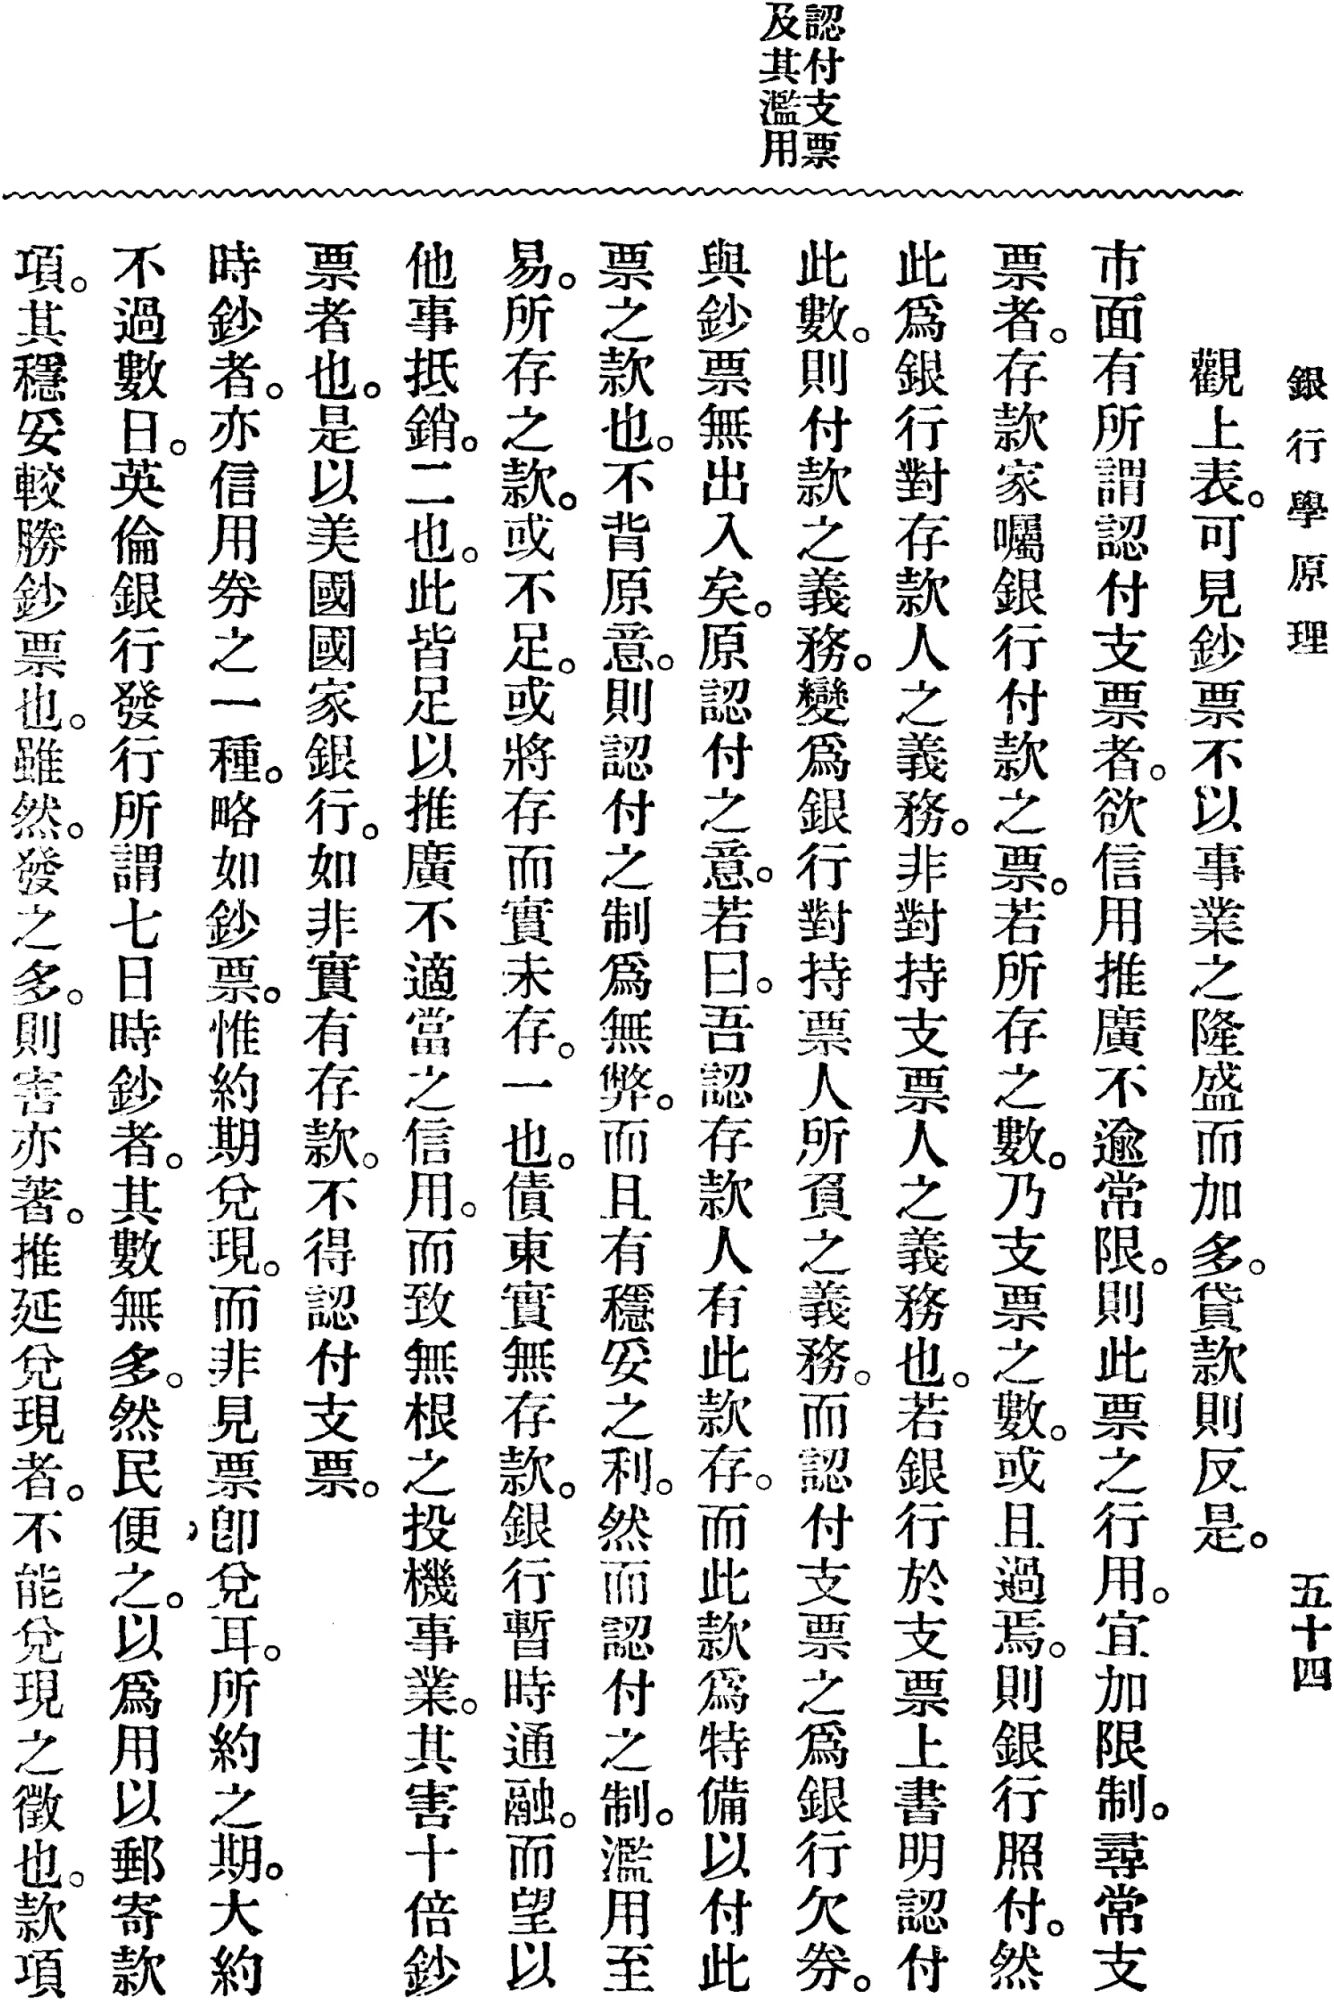 銀行學原理
五十四
認付支票
及其濫用
觀上表。可見鈔票不以事業之隆盛而加多。貸款則反是。
市面有所謂認付支票者。欲信用推廣不逾常限。則此票之行用。宜加限制。尋常支
票者。存款家囑銀行付款之票。若所存之數。乃支票之數。或且過焉。則銀行照付。然
此爲銀行對存款人之義務。非對持支票人之義務也。若銀行於支票上書明認付
此數。則付款之義務。變爲銀行對持票人所負之義務。而認付支票之爲銀行欠券。
與鈔票無出入矣。原認付之意。若曰。吾認存款人有此款存。而此款爲特備以付此
票之款也。不背原意。則認付之制爲無弊。而且有穩妥之利。然而認付之制。濫用至
易。所存之款。或不足。或將存而實未存。一也。債東實無存款。銀行暫時通融。而望以
他事抵銷。二也。此皆足以推廣不適當之信用。而致無根之投機事業。其害十倍鈔
票者也。是以美國國家銀行。如非實有存款。不得認付支票。
時鈔者。亦信用券之一種。略如鈔票。惟約期兌現。而非見票卽兌耳。所約之期。大約
不過數日。英倫銀行發行所謂七日時鈔者。其數無多。然民便之。以爲用以郵寄款
項。其穩妥較勝鈔票也。雖然。發之多。則害亦著。推延兌現者。不能兌現之徵也。款項